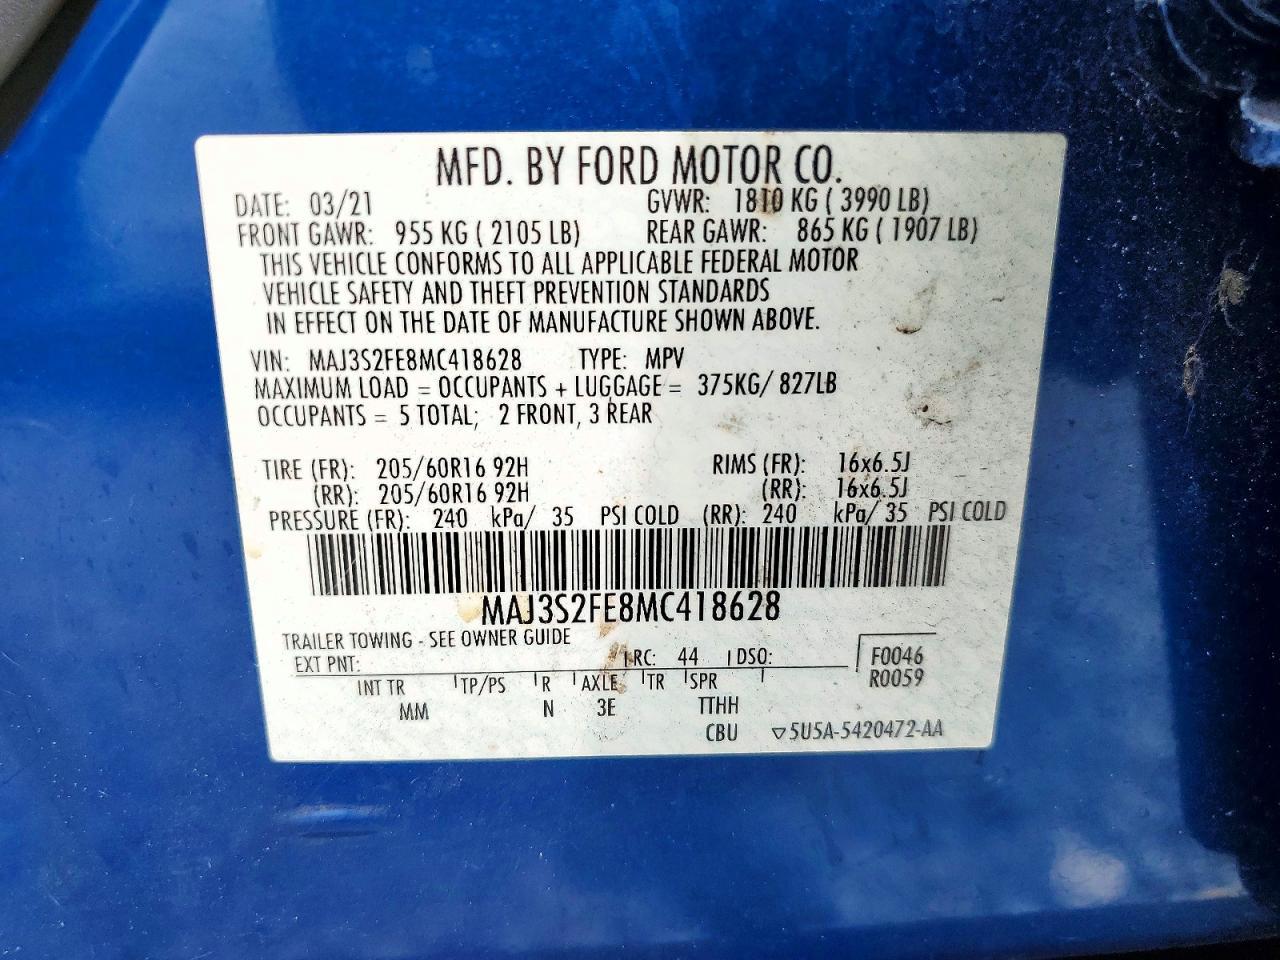 MFD. BY FORD MOTOR CO.
DATE: 03/21 GVWR: 1810 KG ( 3990 LB)
FRONT GAWR: 955 KG ( 2105 LB) REAR GAWR: 865 KG ( 1907 LB)
THIS VEHICLE CONFORMS TO ALL APPLICABLE FEDERAL MOTOR
VEHICLE SAFETY AND THEFT PREVENTION STANDARDS
IN EFFECT ON THE DATE OF MANUFACTURE SHOWN ABOVE.
VIN: MAJ3S2FE8MC418628 TYPE: MPV
MAXIMUM LOAD = OCCUPANTS + LUGGAGE = 375KG/ 827LB
OCCUPANTS = 5 TOTAL; 2 FRONT, 3 REAR
TIRE (FR): 205/60R16 92H RIMS (FR): 16x6.5J
(RR): 205/60R16 92H (RR): 16x6.5J
PRESSURE (FR): 240 kPa/ 35 PSI COLD (RR): 240 kPa/ 35 PSI COLD
MAJ3S2FE8MC418628
TRAILER TOWING - SEE OWNER GUIDE
EXT PNT: RC: 44 DSO: F0046
R0059
INT TR TP/PS R AXLE TR SPR
MM N 3E TTHH
CBU ▽5U5A-5420472-AA